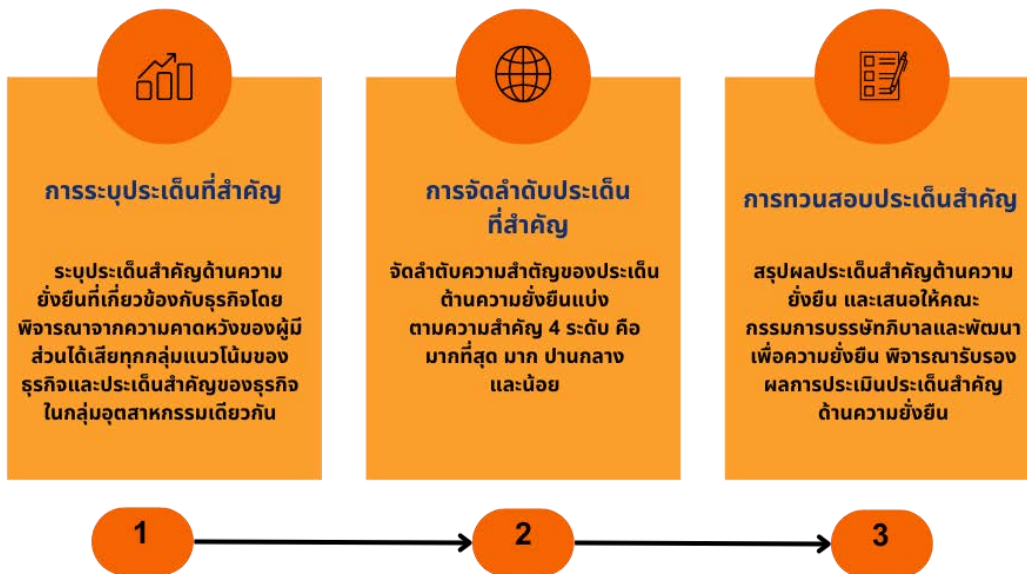 การระบุประเด็นที่สำคัญ
ระบุประเด็นสำคัญด้านความ
ยั่งยืนที่เกี่ยวข้องกับธุรกิจโดย
พิจารณาจากความคาดหวังของผู้มี
ส่วนได้เสียทุกกลุ่มแนวโน้มของ
ธุรกิจและประเด็นสำคัญของธุรกิจ
ในกลุ่มอุตสาหกรรมเดียวกัน
1
การจัดลำดับประเด็น
ที่สำคัญ
จัดลำตับความสำตัญของประเด็น
ต้านความยั่งยืนแบ่ง
ตามความสำคัญ 4 ระดับ คือ
มากที่สุด มาก ปานกลาง
และน้อย
2
การทวนสอบประเด็นสำคัญ
สรุปผลประเด็นสำคัญต้านความ
ยั่งยืน และเสนอให้คณะ
กรรมการบรรษัทภิบาลและพัฒนา
เพื่อความยั่งยืน พิจารณารับรอง
ผลการประเมินประเด็นสำคัญ
ด้านความยั่งยืน
3